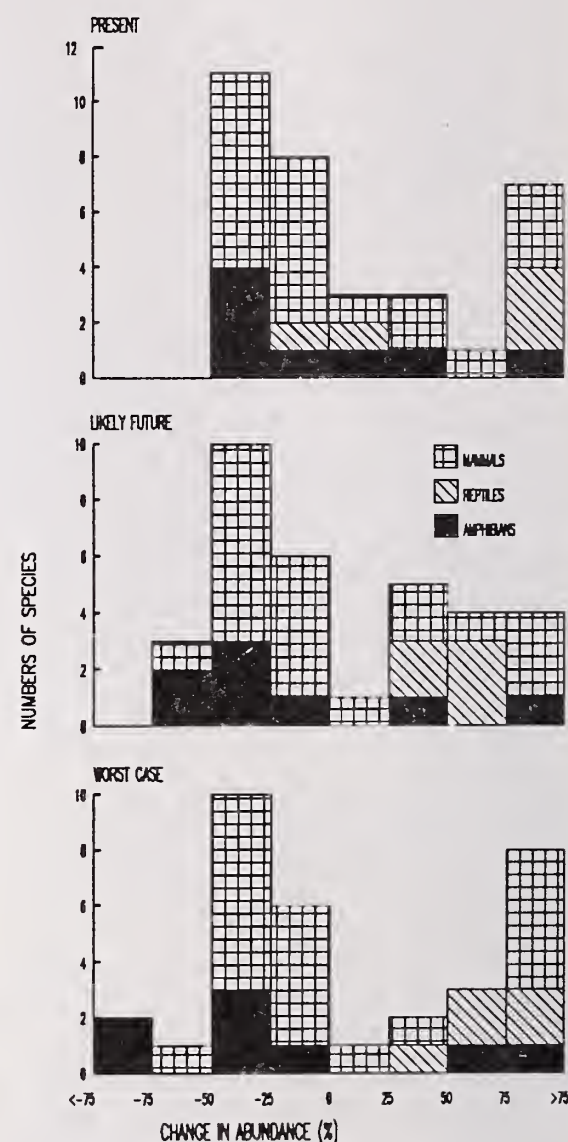 PRESENT
12
10
8
6
4
2
0
LIKELY FUTURE
10
8
6
4
2
0
MAMMALS
REPTILES
AMPHIBIANS
NUMBERS OF SPECIES
WORST CASE
10
8
6
4
2
0
<-75 -75 -50 -25 0 25 50 75 >75
CHANGE IN ABUNDANCE (%)